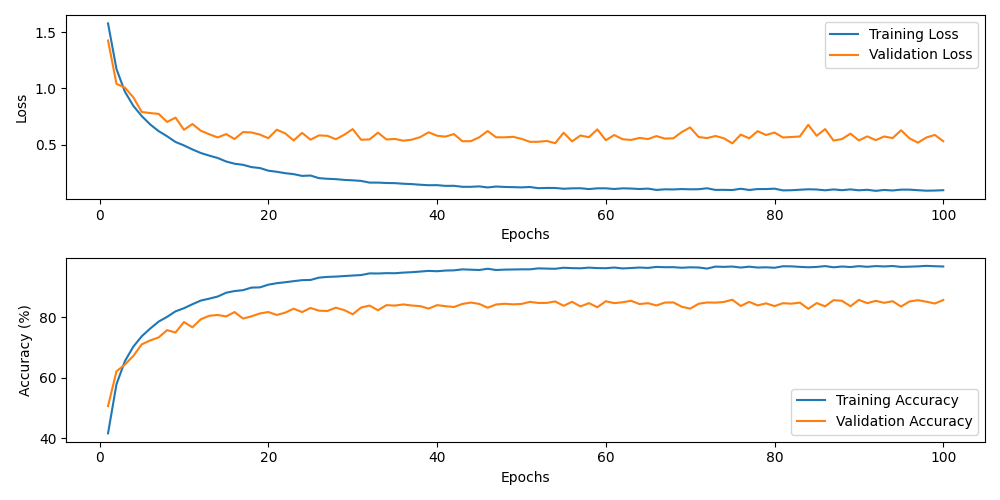 1.5
1.0
0.5
Loss
Training Loss
Validation Loss
0 20 40 60 80 100
Epochs
80
60
40
Accuracy (%)
Training Accuracy
Validation Accuracy
0 20 40 60 80 100
Epochs